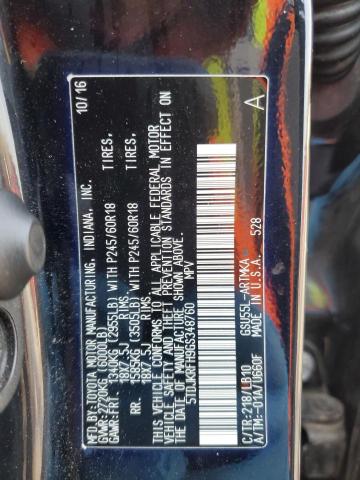 MFD BY:
TOYOTA MOTOR MANUFACTURING, INDIANA, INC. 10/16
GVWR: 2720KG (6000LB)
GAWR: FRT. 1340KG (2955LB) WITH P245/60R18 TIRES,
18X7.5J RIMS
RR. 1585KG (3505LB) WITH P245/60R18 TIRES,
18X7.5J RIMS
THIS VEHICLE CONFORMS TO ALL APPLICABLE FEDERAL MOTOR
VEHICLE SAFETY AND THEFT PREVENTION STANDARDS IN EFFECT ON
THE DATE OF MANUFACTURE SHOWN ABOVE.
5TDJKRFH9GS348760 MPV
A
C/TR: 218/LB10 GSU55L-ARTMKA
A/TM: -01A/U660F MADE IN U.S.A. 528